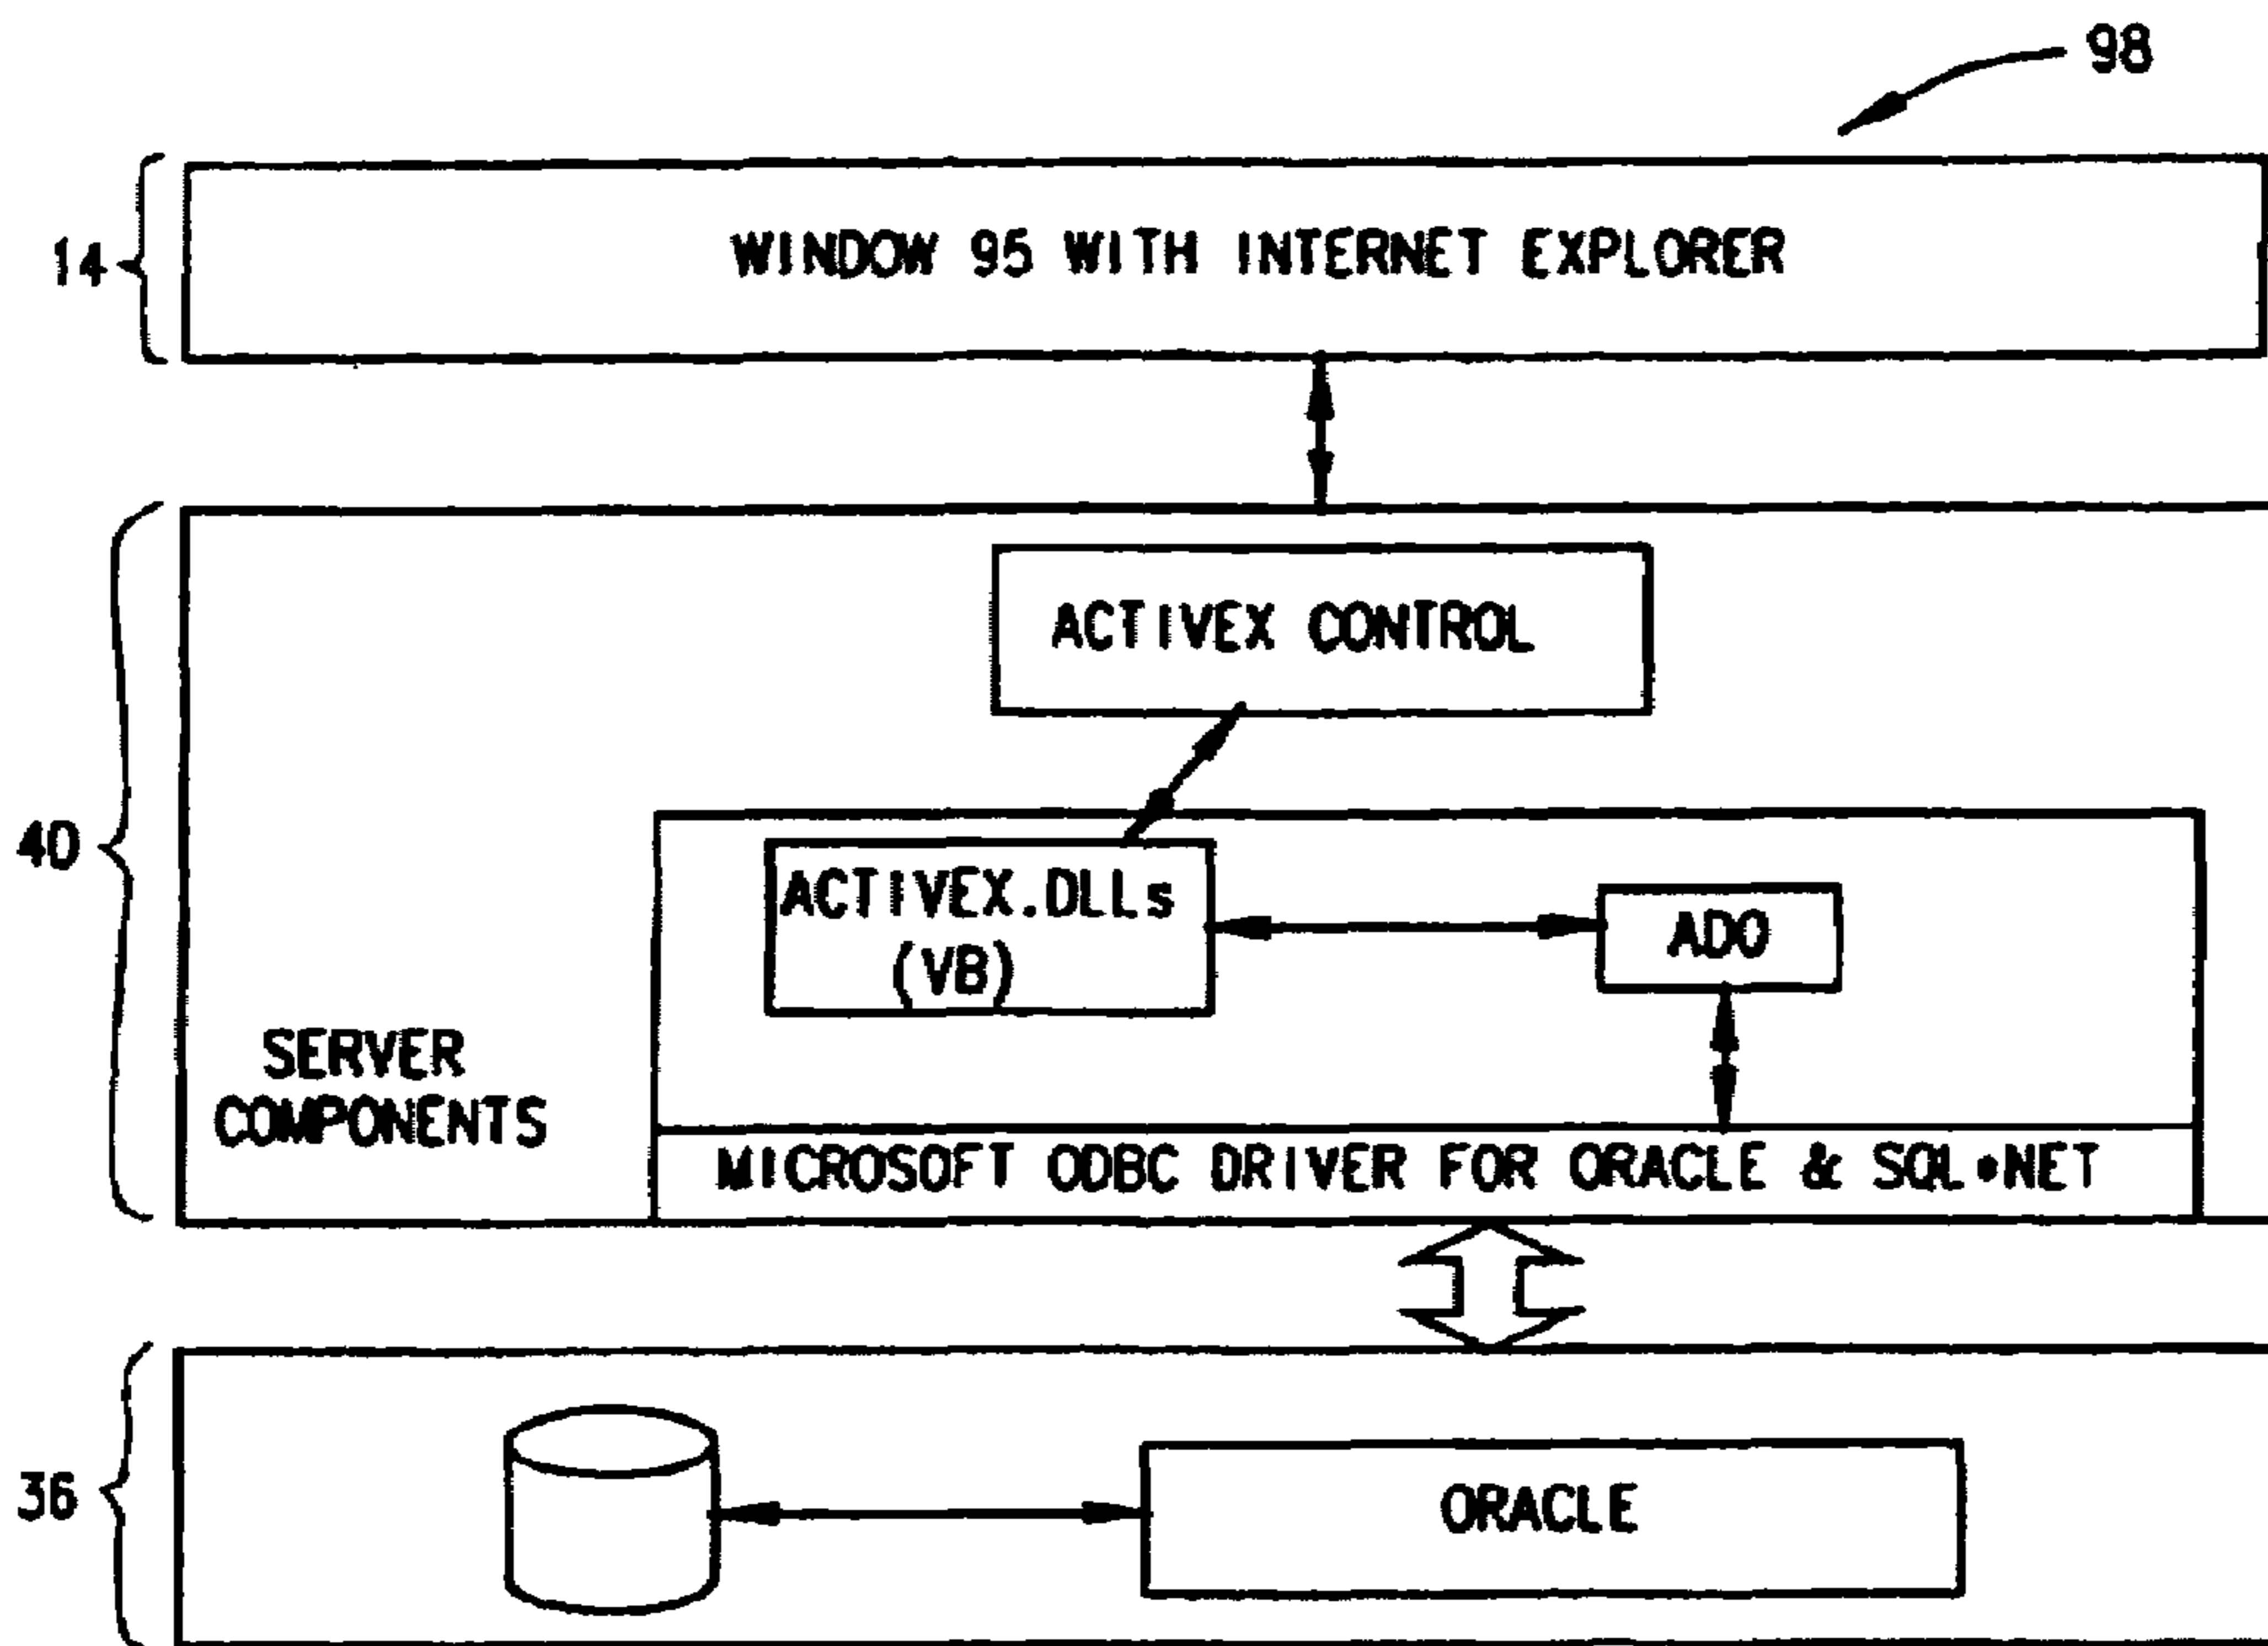 98
14
WINDOW 95 WITH INTERNET EXPLORER
ACTIVEX CONTROL
40
ACTIVEX.DLLs
(VB)
ADO
SERVER
COMPONENTS
MICROSOFT ODBC DRIVER FOR ORACLE & SQL•NET
36
ORACLE